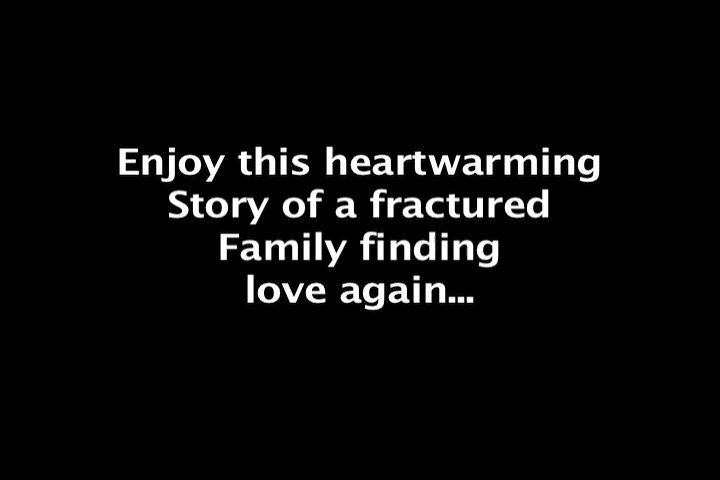 Enjoy this heartwarming
Story of a fractured
Family finding
love again...